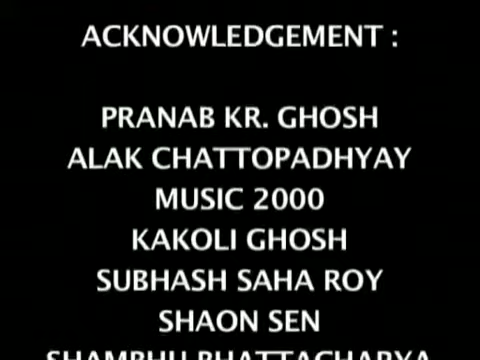 ACKNOWLEDGEMENT :
PRANAB KR. GHOSH
ALAK CHATTOPADHYAY
MUSIC 2000
KAKOLI GHOSH
SUBHASH SAHA ROY
SHAON SEN
SHAMBHU BHATTACHARYA